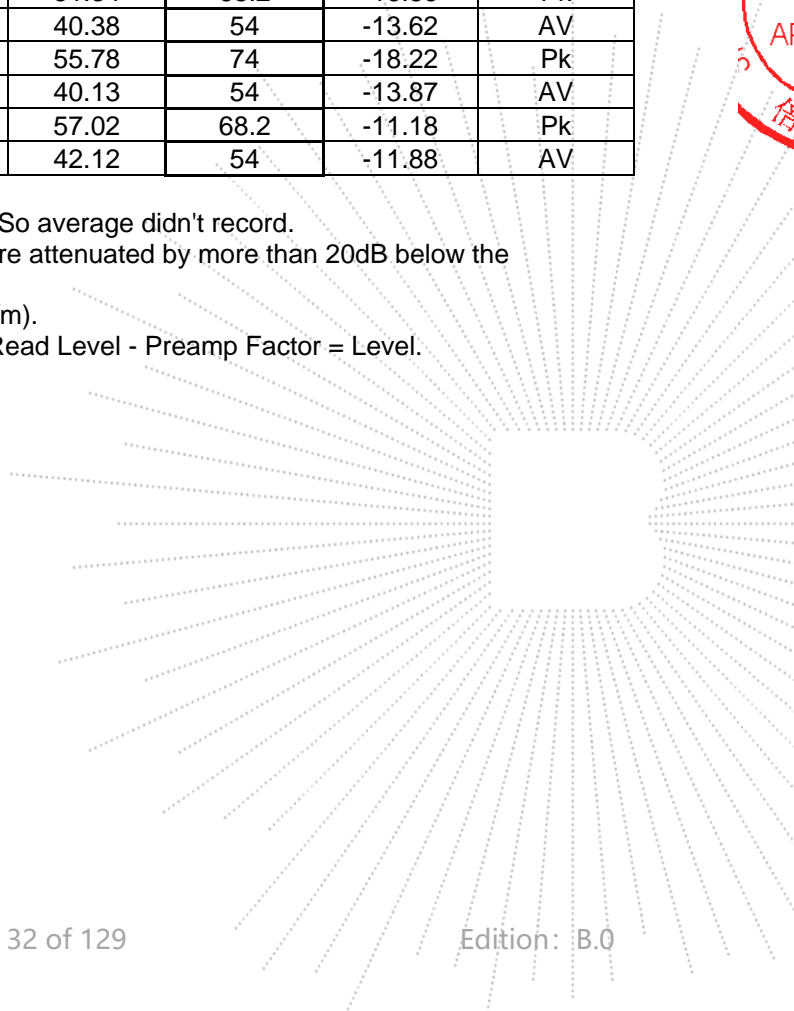 40.38 54 -13.62 AV
55.78 74 -18.22 Pk
40.13 54 -13.87 AV
57.02 68.2 -11.18 Pk
42.12 54 -11.88 AV
So average didn't record.
re attenuated by more than 20dB below the
m).
Read Level - Preamp Factor = Level.
32 of 129 Edition: B.0